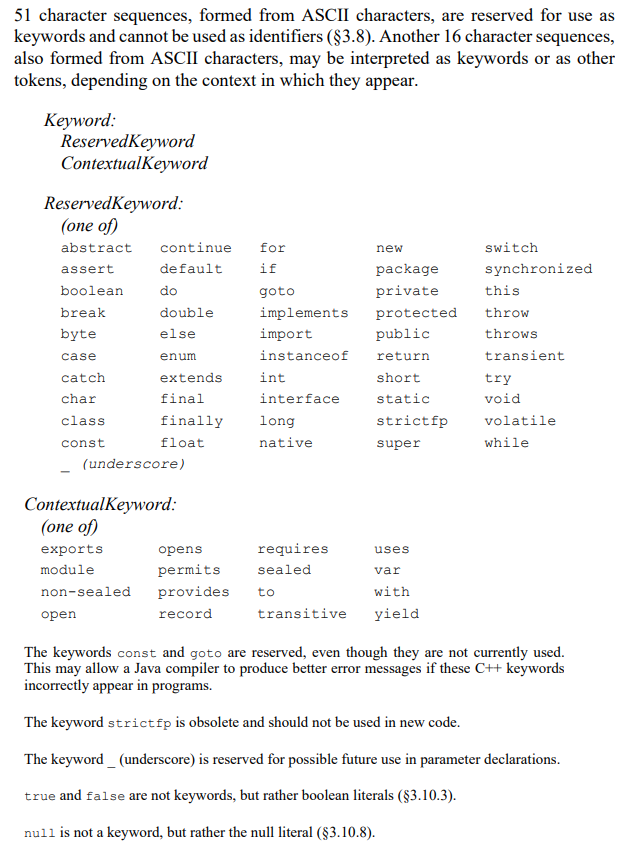 51 character sequences, formed from ASCII characters, are reserved for use as
keywords and cannot be used as identifiers (§3.8). Another 16 character sequences,
also formed from ASCII characters, may be interpreted as keywords or as other
tokens, depending on the context in which they appear.
Keyword:
ReservedKeyword
ContextualKeyword
ReservedKeyword:
(one of)
abstract continue for new switch
assert default if package synchronized
boolean do goto private this
break double implements protected throw
byte else import public throws
case enum instanceof return transient
catch extends int short try
char final interface static void
class finally long strictfp volatile
const float native super while
_ (underscore)
ContextualKeyword:
(one of)
exports opens requires uses
module permits sealed var
non-sealed provides to with
open record transitive yield
The keywords const and goto are reserved, even though they are not currently used.
This may allow a Java compiler to produce better error messages if these C++ keywords
incorrectly appear in programs.
The keyword strictfp is obsolete and should not be used in new code.
The keyword _ (underscore) is reserved for possible future use in parameter declarations.
true and false are not keywords, but rather boolean literals (§3.10.3).
null is not a keyword, but rather the null literal (§3.10.8).